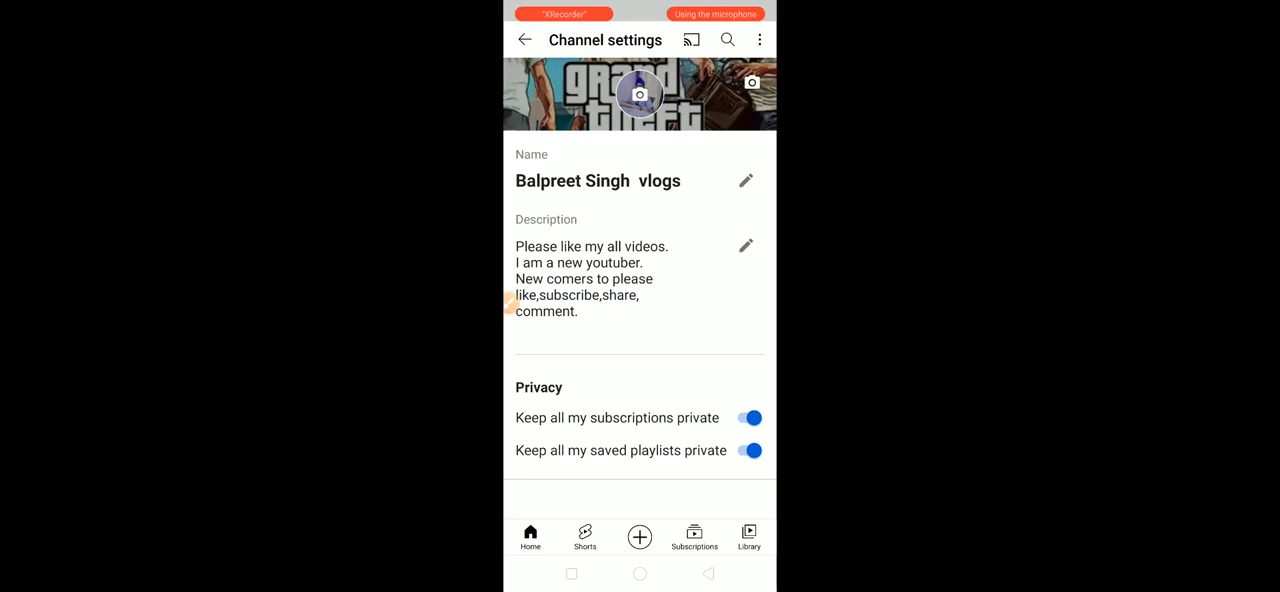 "XRecorder"
Using the microphone
Channel settings
grand
theft
Name
Balpreet Singh vlogs
Description
Please like my all videos.
I am a new youtuber.
New comers to please
like,subscribe,share,
comment.
Privacy
Keep all my subscriptions private
Keep all my saved playlists private
Home
Shorts
Subscriptions
Library